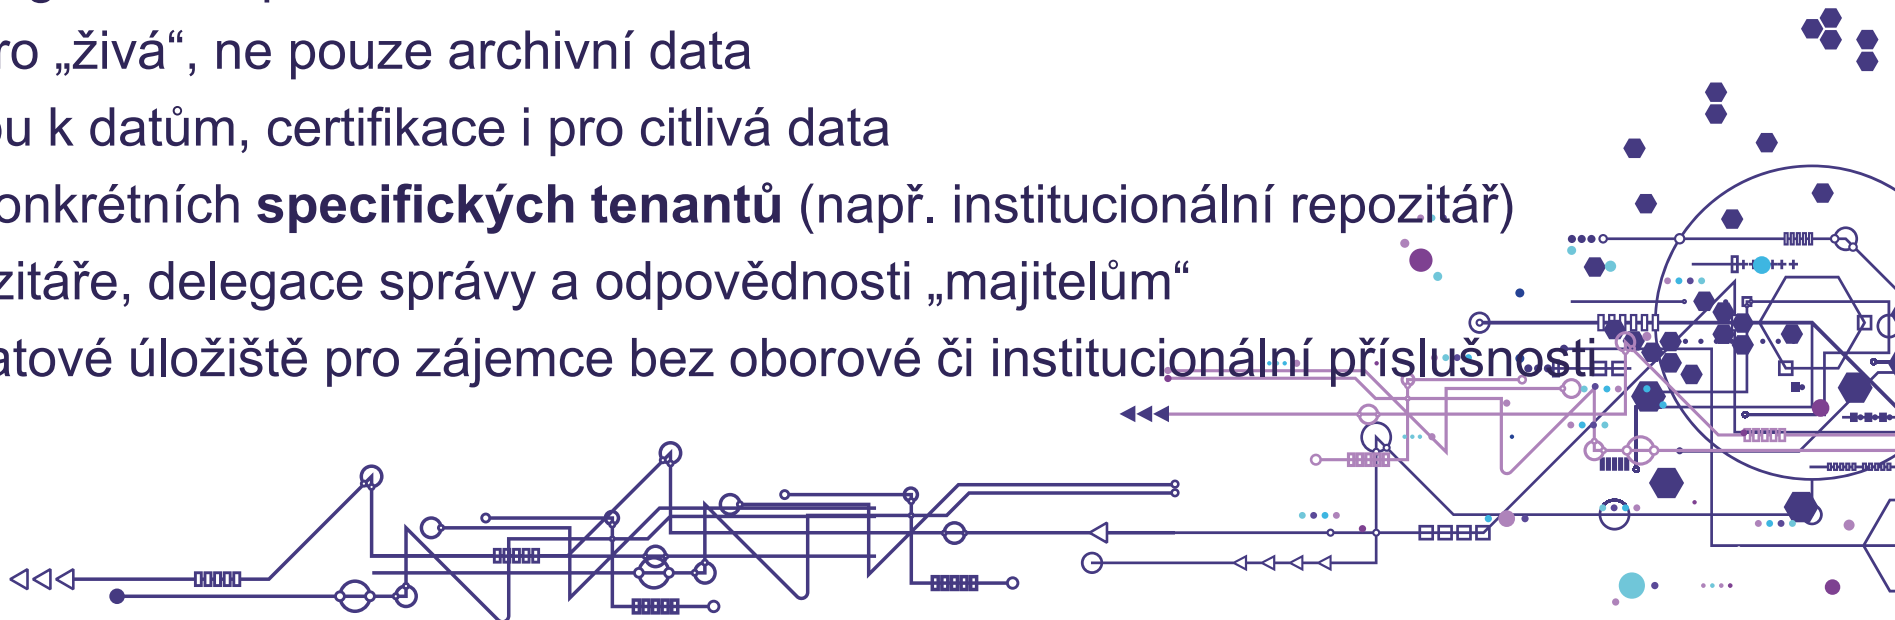 ro „živá“, ne pouze archivní data
ou k datům, certifikace i pro citlivá data
onkrétních specifických tenantů (např. institucionální repozitář)
zitáře, delegace správy a odpovědnosti „majitelům“
atové úložiště pro zájemce bez oborové či institucionální příslušnosti